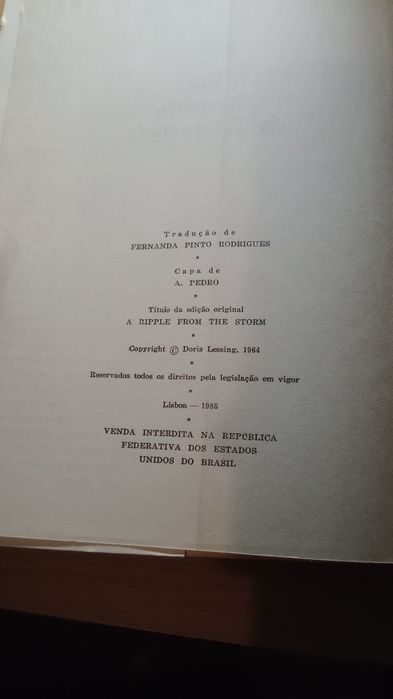 Tradução de
FERNANDA PINTO RODRIGUES
*
Capa de
A. PEDRO
*
Título da edição original
A RIPPLE FROM THE STORM
*
Copyright © Doris Lessing, 1964
*
Reservados todos os direitos pela legislação em vigor
*
Lisboa — 1985
*
VENDA INTERDITA NA REPÚBLICA
FEDERATIVA DOS ESTADOS
UNIDOS DO BRASIL